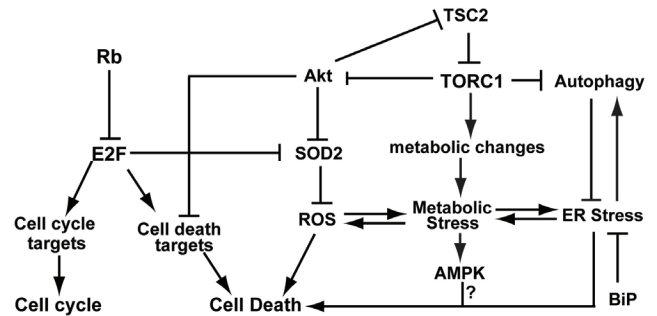 TSC2
Rb
Akt
TORC1
Autophagy
metabolic changes
E2F
SOD2
Cell cycle
targets
Cell death
targets
ROS
Metabolic
Stress
ER Stress
AMPK
?
Cell cycle
Cell Death
BiP